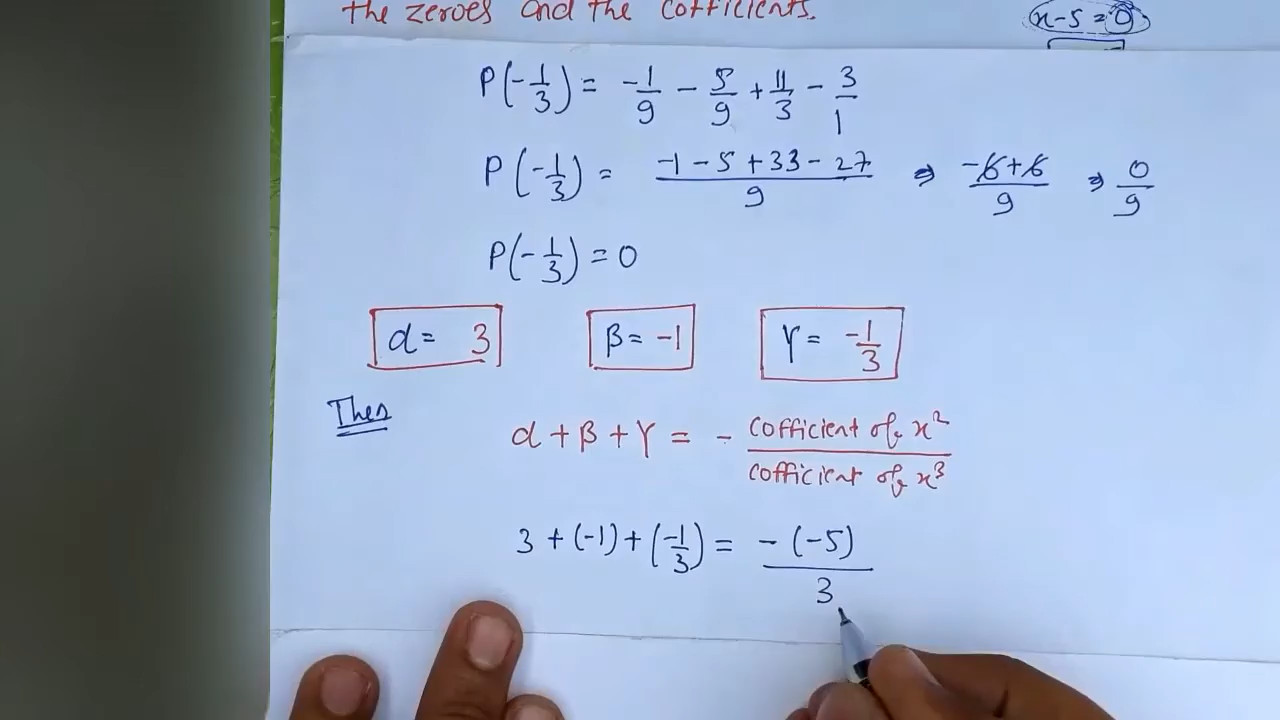 the zeroes and the cofficients.
x-5=0
P(-1/3) = -1/9 - 5/9 + 11/3 - 3/1
P(-1/3) = (-1-5+33-27)/9 ⇒ (-6+6)/9 ⇒ 0/9
P(-1/3) = 0
α = 3 β = -1 γ = -1/3
Then
α + β + γ = - cofficient of x² / cofficient of x³
3 + (-1) + (-1/3) = -(-5)/3